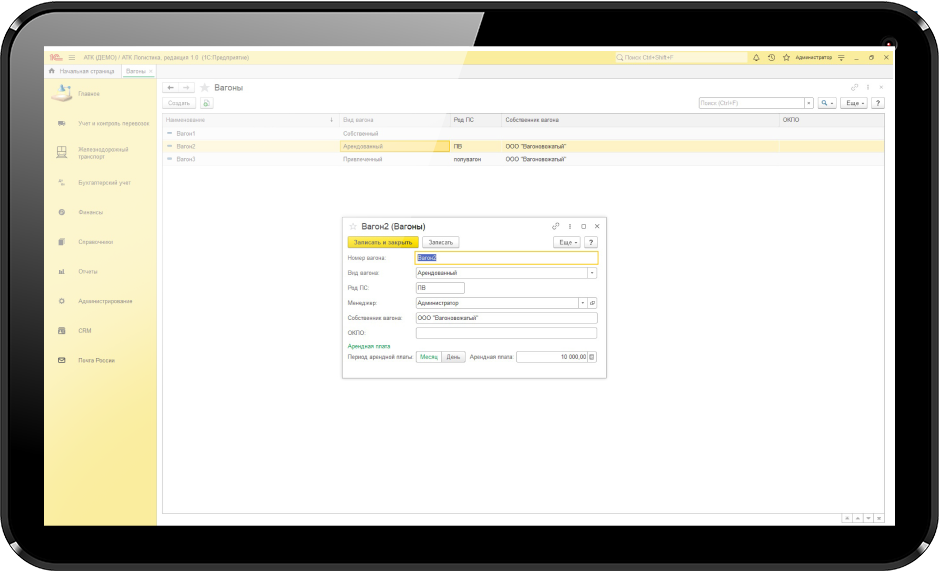 1С
АТК (ДЕМО) / АТК Логистика, редакция 1.0 (1С:Предприятие)
Поиск Ctrl+Shift+F
Администратор
Начальная страница
Вагоны ×
Главное
Учет и контроль перевозок
Железнодорожный транспорт
Бухгалтерский учет
Финансы
Справочники
Отчеты
Администрирование
CRM
Почта России
Вагоны
Создать
Поиск (Ctrl+F)
Еще
?
Наименование
Вид вагона
Род ПС
Собственник вагона
ОКПО
Вагон1
Собственный
Вагон2
Арендованный
ПВ
ООО "Вагоновожатый"
Вагон3
Привлеченный
полувагон
ООО "Вагоновожатый"
Вагон2 (Вагоны)
Записать и закрыть
Записать
Еще
?
Номер вагона:
Вагон2
Вид вагона:
Арендованный
Род ПС:
ПВ
Менеджер:
Администратор
Собственник вагона:
ООО "Вагоновожатый"
ОКПО:
Арендная плата
Период арендной платы:
Месяц
День
Арендная плата:
10 000,00